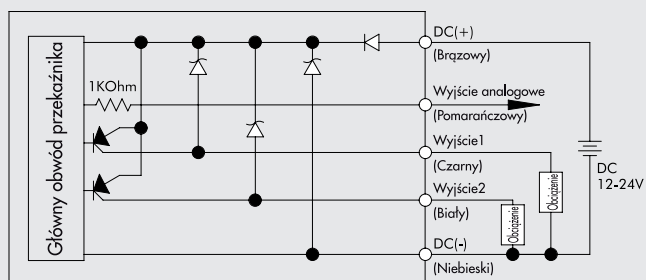 DC(+)
(Brązowy)
Główny obwód przekaźnika
1KOhm
Wyjście analogowe
(Pomarańczowy)
Wyjście1
(Czarny)
DC
12-24V
Wyjście2
(Biały)
Obciążenie
Obciążenie
DC(-)
(Niebieski)